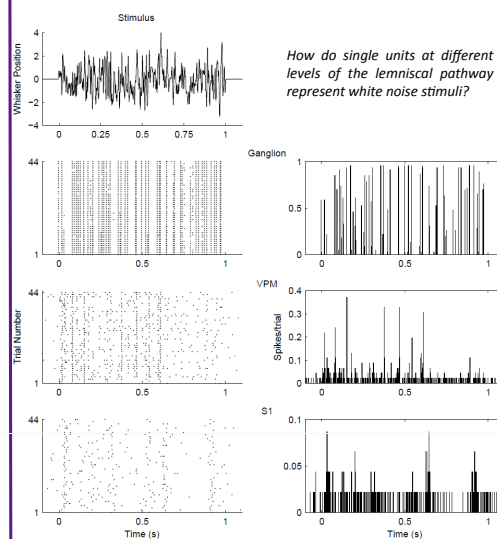 Stimulus
4
2
0
−2
−4
Whisker Position
0 0.25 0.5 0.75 1
How do single units at different
levels of the lemniscal pathway
represent white noise stimuli?
Ganglion
44
1
0 0.5 1
1
0.5
0
0 0.5 1
VPM
44
1
Trial Number
0 0.5 1
0.4
0.3
0.2
0.1
0
Spikes/trial
0 0.5 1
S1
44
1
0 0.5 1
Time (s)
0.1
0.05
0
0 0.5 1
Time (s)